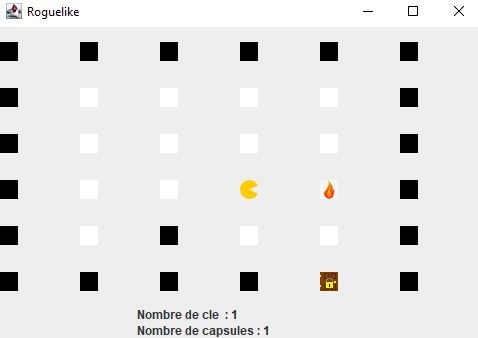 Roguelike
Nombre de cle : 1
Nombre de capsules : 1